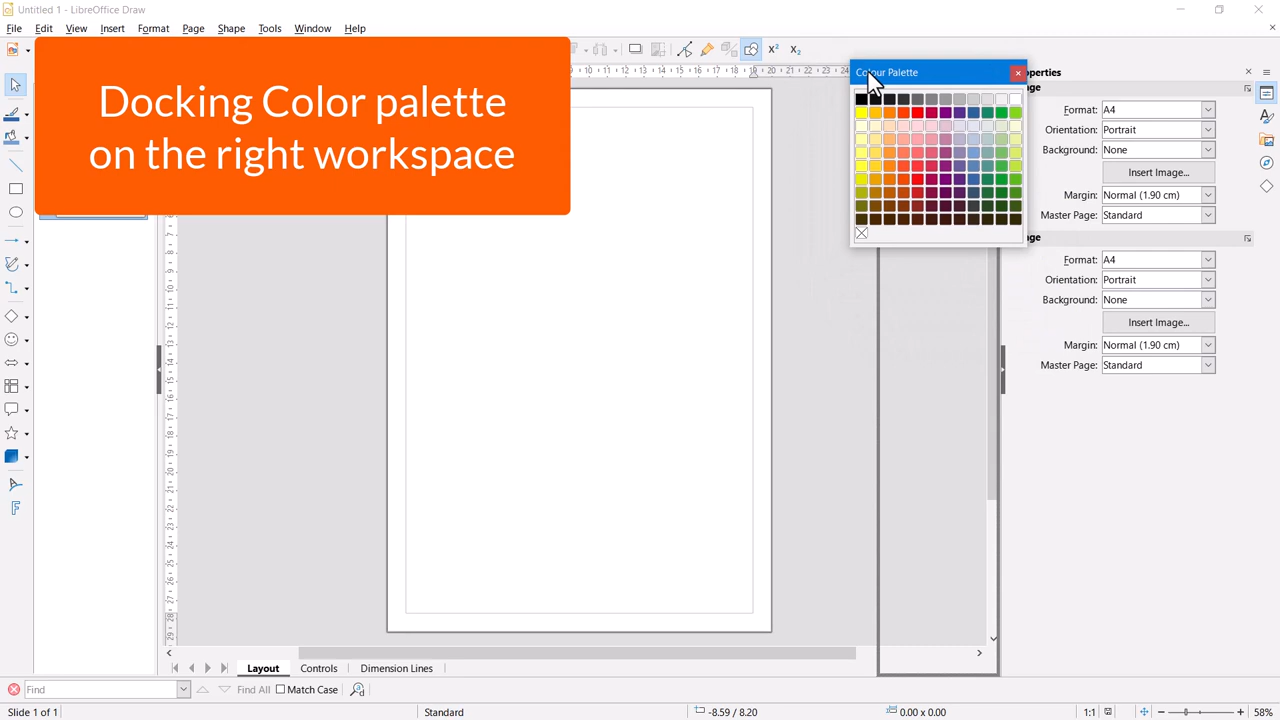 Untitled 1 - LibreOffice Draw
File Edit View Insert Format Page Shape Tools Window Help
Docking Color palette
on the right workspace
Colour Palette
operties
ge
Format: A4
Orientation: Portrait
Background: None
Insert Image...
Margin: Normal (1.90 cm)
Master Page: Standard
ge
Format: A4
Orientation: Portrait
Background: None
Insert Image...
Margin: Normal (1.90 cm)
Master Page: Standard
Layout Controls Dimension Lines
Find Find All Match Case
Slide 1 of 1 Standard -8.59 / 8.20 0.00 x 0.00 1:1 58%